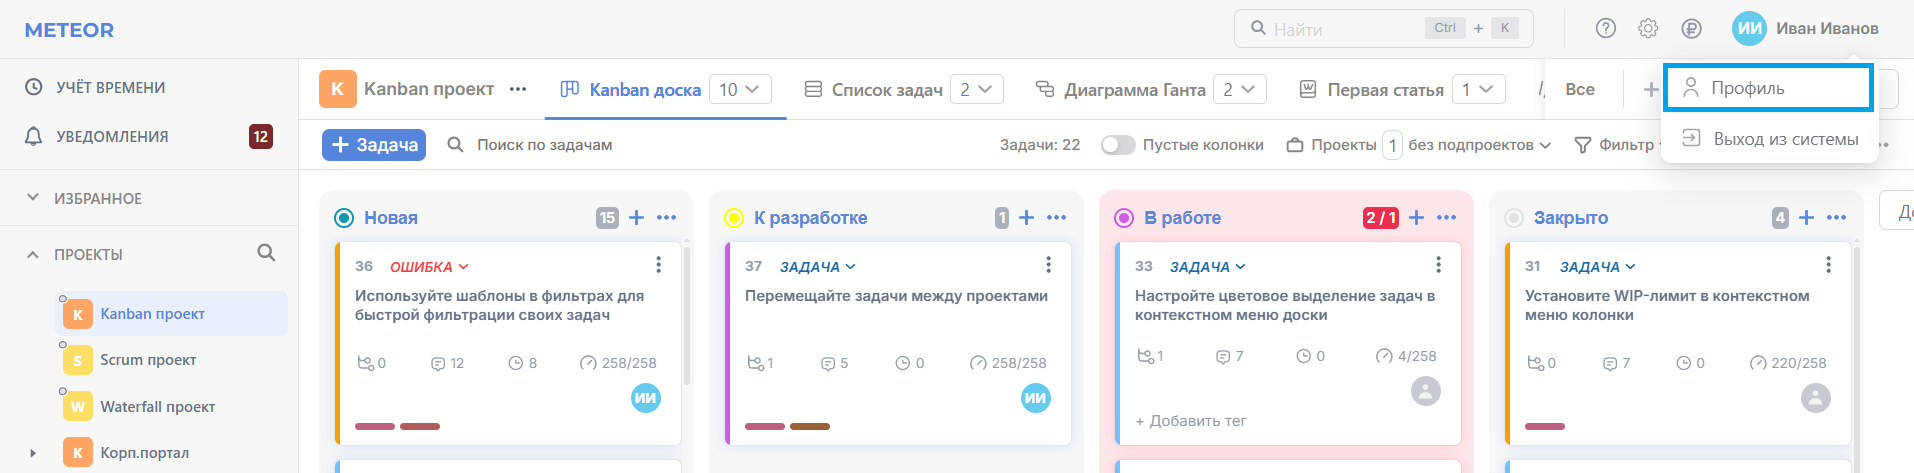 METEOR
Найти Ctrl + K
Иван Иванов
Профиль
Выход из системы
УЧЁТ ВРЕМЕНИ
УВЕДОМЛЕНИЯ 12
ИЗБРАННОЕ
ПРОЕКТЫ
K Kanban проект
S Scrum проект
W Waterfall проект
K Корп.портал
K Kanban проект
Kanban доска 10
Список задач 2
Диаграмма Ганта 2
Первая статья 1
Все
+ Задача
Поиск по задачам
Задачи: 22
Пустые колонки
Проекты 1 без подпроектов
Фильтр
Новая 15
36 ОШИБКА
Используйте шаблоны в фильтрах для
быстрой фильтрации своих задач
0 12 8 258/258
ИИ
К разработке 1
37 ЗАДАЧА
Перемещайте задачи между проектами
1 5 0 258/258
ИИ
В работе 2 / 1
33 ЗАДАЧА
Настройте цветовое выделение задач в
контекстном меню доски
1 7 0 4/258
+ Добавить тег
Закрыто 4
31 ЗАДАЧА
Установите WIP-лимит в контекстном
меню колонки
0 7 0 220/258